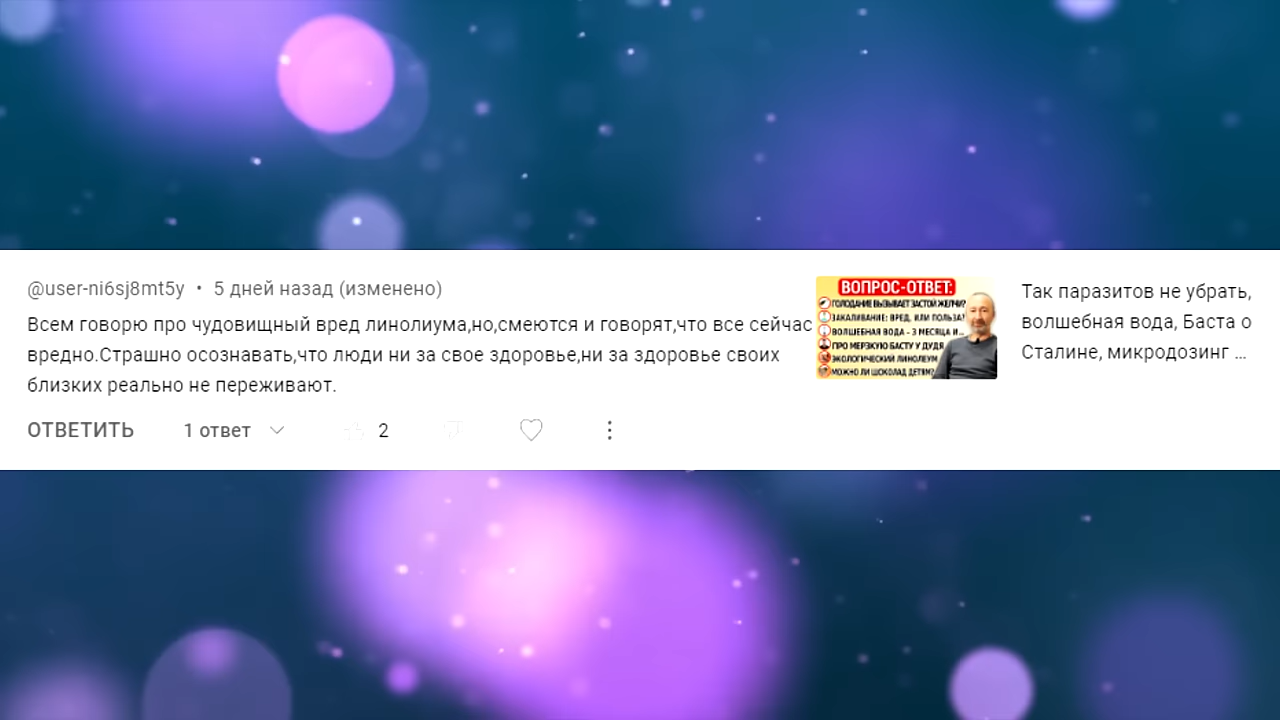 @user-ni6sj8mt5y • 5 дней назад (изменено)
Всем говорю про чудовищный вред линолиума,но,смеются и говорят,что все сейчас
вредно.Страшно осознавать,что люди ни за свое здоровье,ни за здоровье своих
близких реально не переживают.
ОТВЕТИТЬ 1 ответ 2
ВОПРОС-ОТВЕТ:
ГОЛОДАНИЕ ВЫЗЫВАЕТ ЗАСТОЙ ЖЕЛЧИ?
ЗАКАЛИВАНИЕ: ВРЕД, ИЛИ ПОЛЬЗА?
ВОЛШЕБНАЯ ВОДА - 3 МЕСЯЦА И...
ПРО МЕРЗКУЮ БАСТУ У ДУДЯ
ЭКОЛОГИЧЕСКИЙ ЛИНОЛЕУМ
МОЖНО ЛИ ШОКОЛАД ДЕТЯМ?
Так паразитов не убрать,
волшебная вода, Баста о
Сталине, микродозинг ...